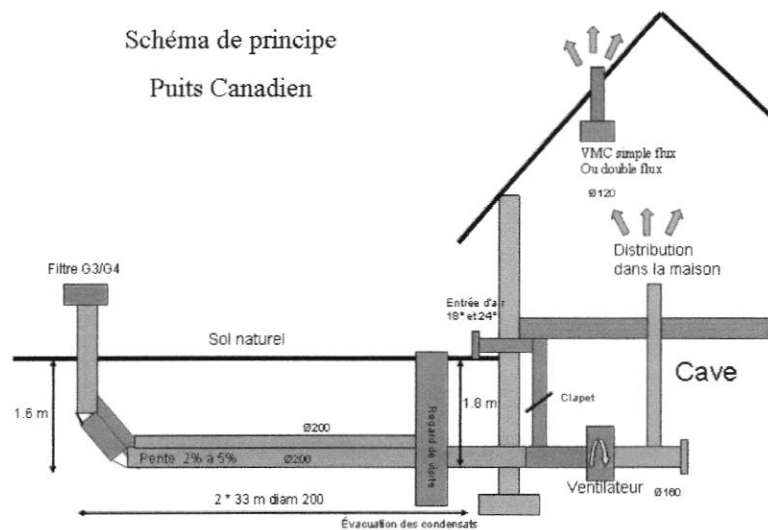 Schéma de principe
Puits Canadien
VMC simple flux
Ou double flux
Ø120
Distribution
dans la maison
Filtre G3/G4
Entrée d'air
18° et 24°
Sol naturel
Cave
1.6 m
1.8 m
Clapet
Regard de visite
Ø200
Pente 2% à 5%
Ø200
Ventilateur
Ø160
2 * 33 m diam 200
Évacuation des condensats